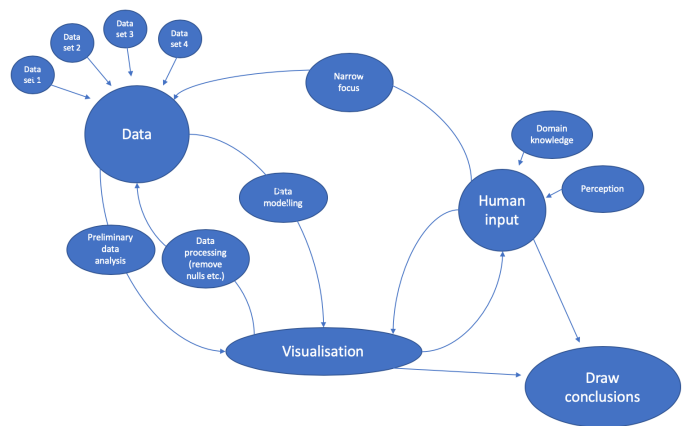 Data
set 1
Data
set 2
Data
set 3
Data
set 4
Data
Narrow
focus
Domain
knowledge
Perception
Human
input
Data
modelling
Preliminary
data
analysis
Data
processing
(remove
nulls etc.)
Visualisation
Draw
conclusions